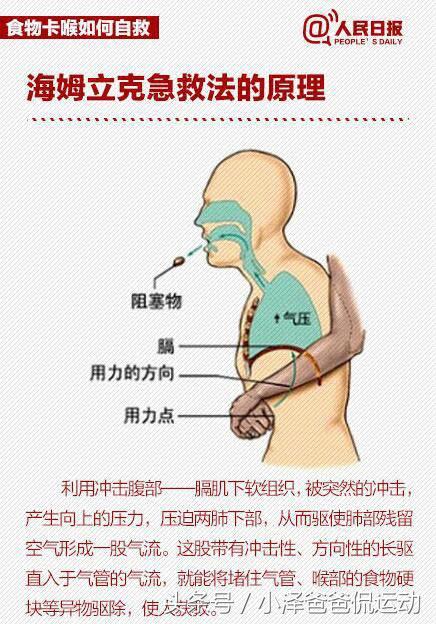 食物卡喉如何自救
@人民日报
PEOPLE'S DAILY
海姆立克急救法的原理
阻塞物
气压
膈
用力的方向
用力点
利用冲击腹部——膈肌下软组织，被突然的冲击，
产生向上的压力，压迫两肺下部，从而驱使肺部残留
空气形成一股气流。这股带有冲击性、方向性的长驱
直入于气管的气流，就能将堵住气管、喉部的食物硬
块等异物驱除，使人获救。
头条号 / 小泽爸爸侃运动